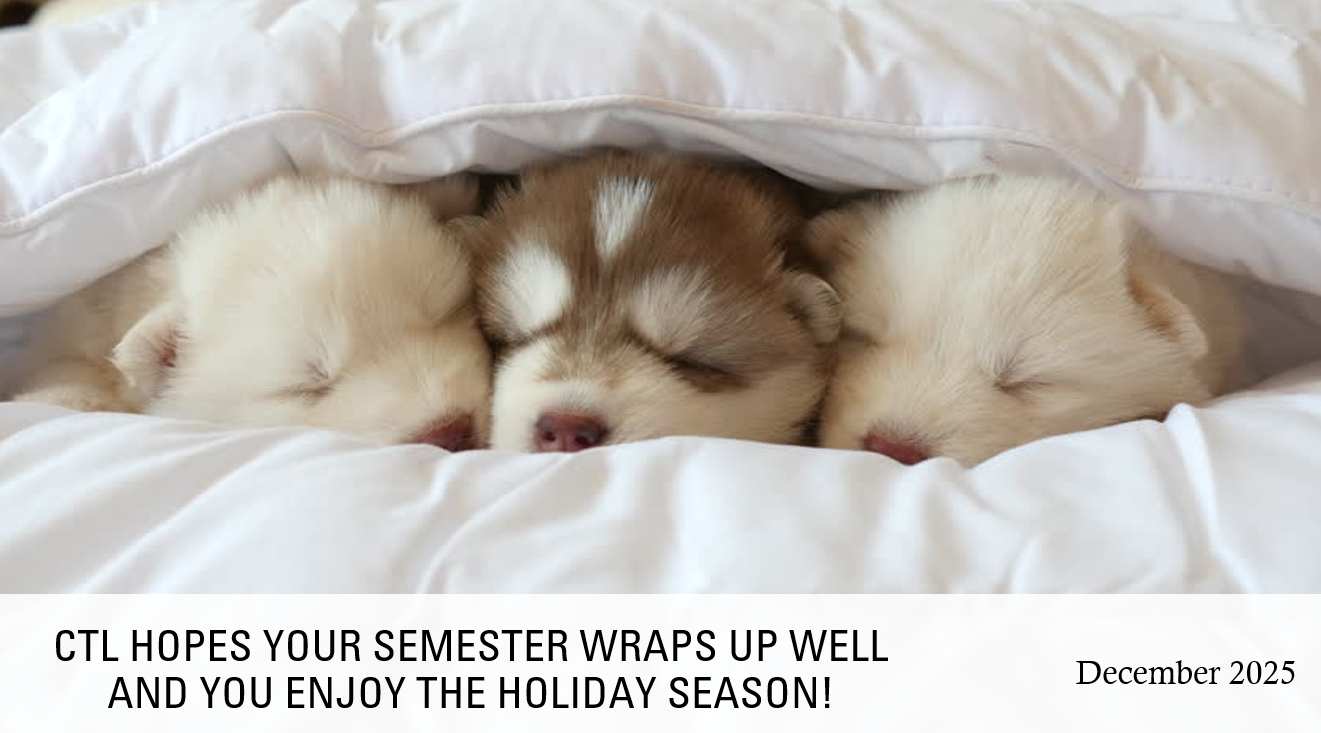 CTL HOPES YOUR SEMESTER WRAPS UP WELL
AND YOU ENJOY THE HOLIDAY SEASON!
December 2025